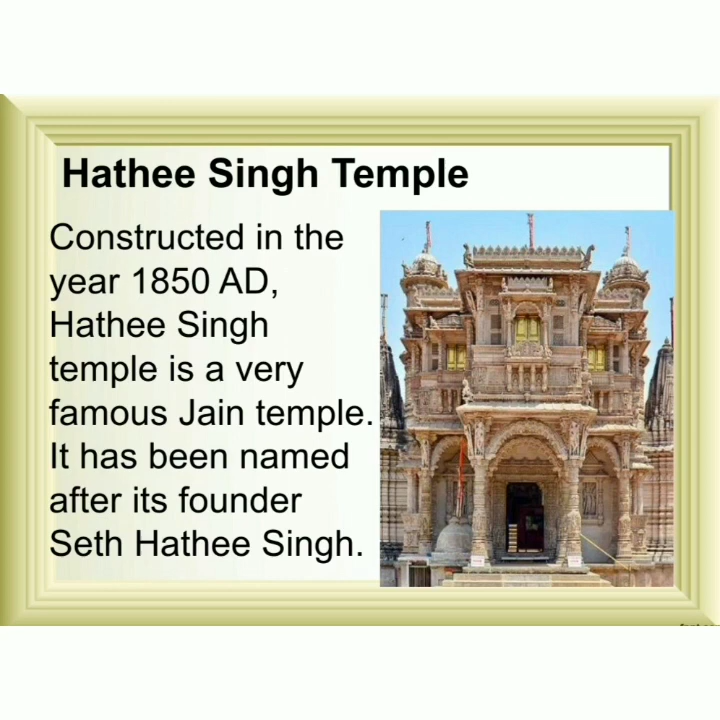 Hathee Singh Temple
Constructed in the
year 1850 AD,
Hathee Singh
temple is a very
famous Jain temple.
It has been named
after its founder
Seth Hathee Singh.